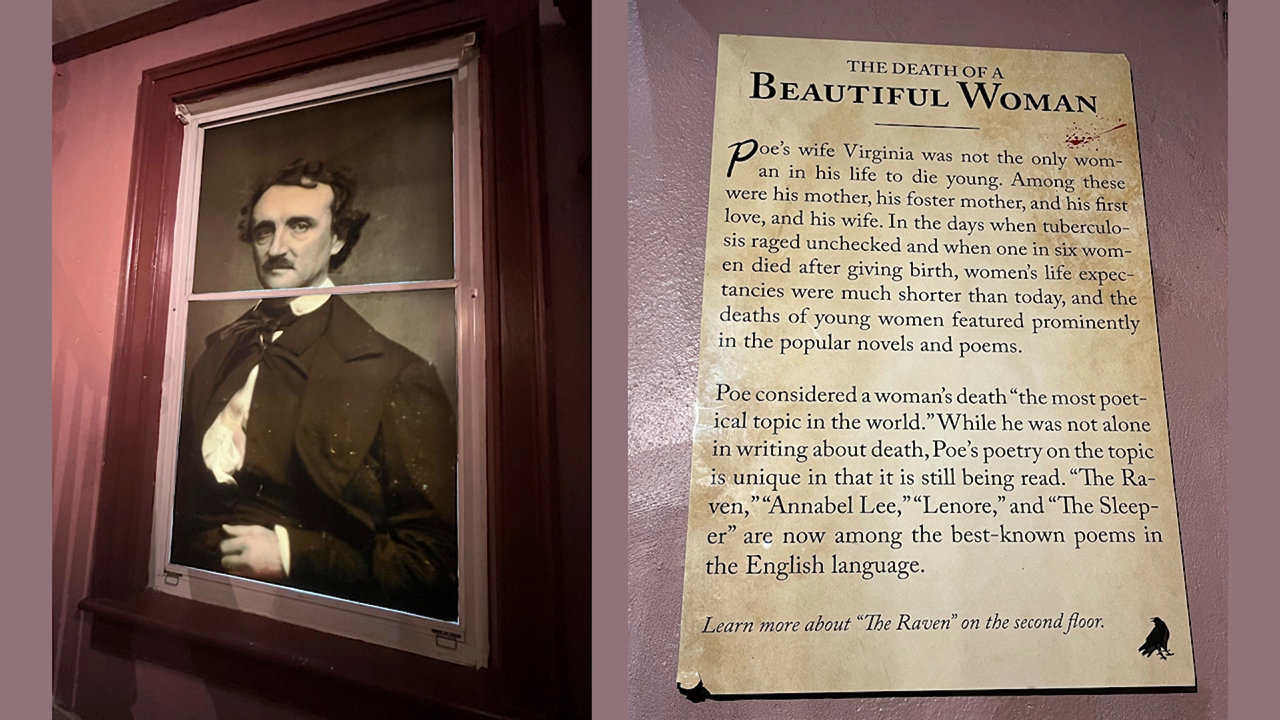 THE DEATH OF A
BEAUTIFUL WOMAN
Poe's wife Virginia was not the only wom-
an in his life to die young. Among these
were his mother, his foster mother, and his first
love, and his wife. In the days when tuberculo-
sis raged unchecked and when one in six wom-
en died after giving birth, women's life expec-
tancies were much shorter than today, and the
deaths of young women featured prominently
in the popular novels and poems.
Poe considered a woman's death "the most poet-
ical topic in the world." While he was not alone
in writing about death, Poe's poetry on the topic
is unique in that it is still being read. "The Ra-
ven," "Annabel Lee," "Lenore," and "The Sleep-
er" are now among the best-known poems in
the English language.
Learn more about "The Raven" on the second floor.